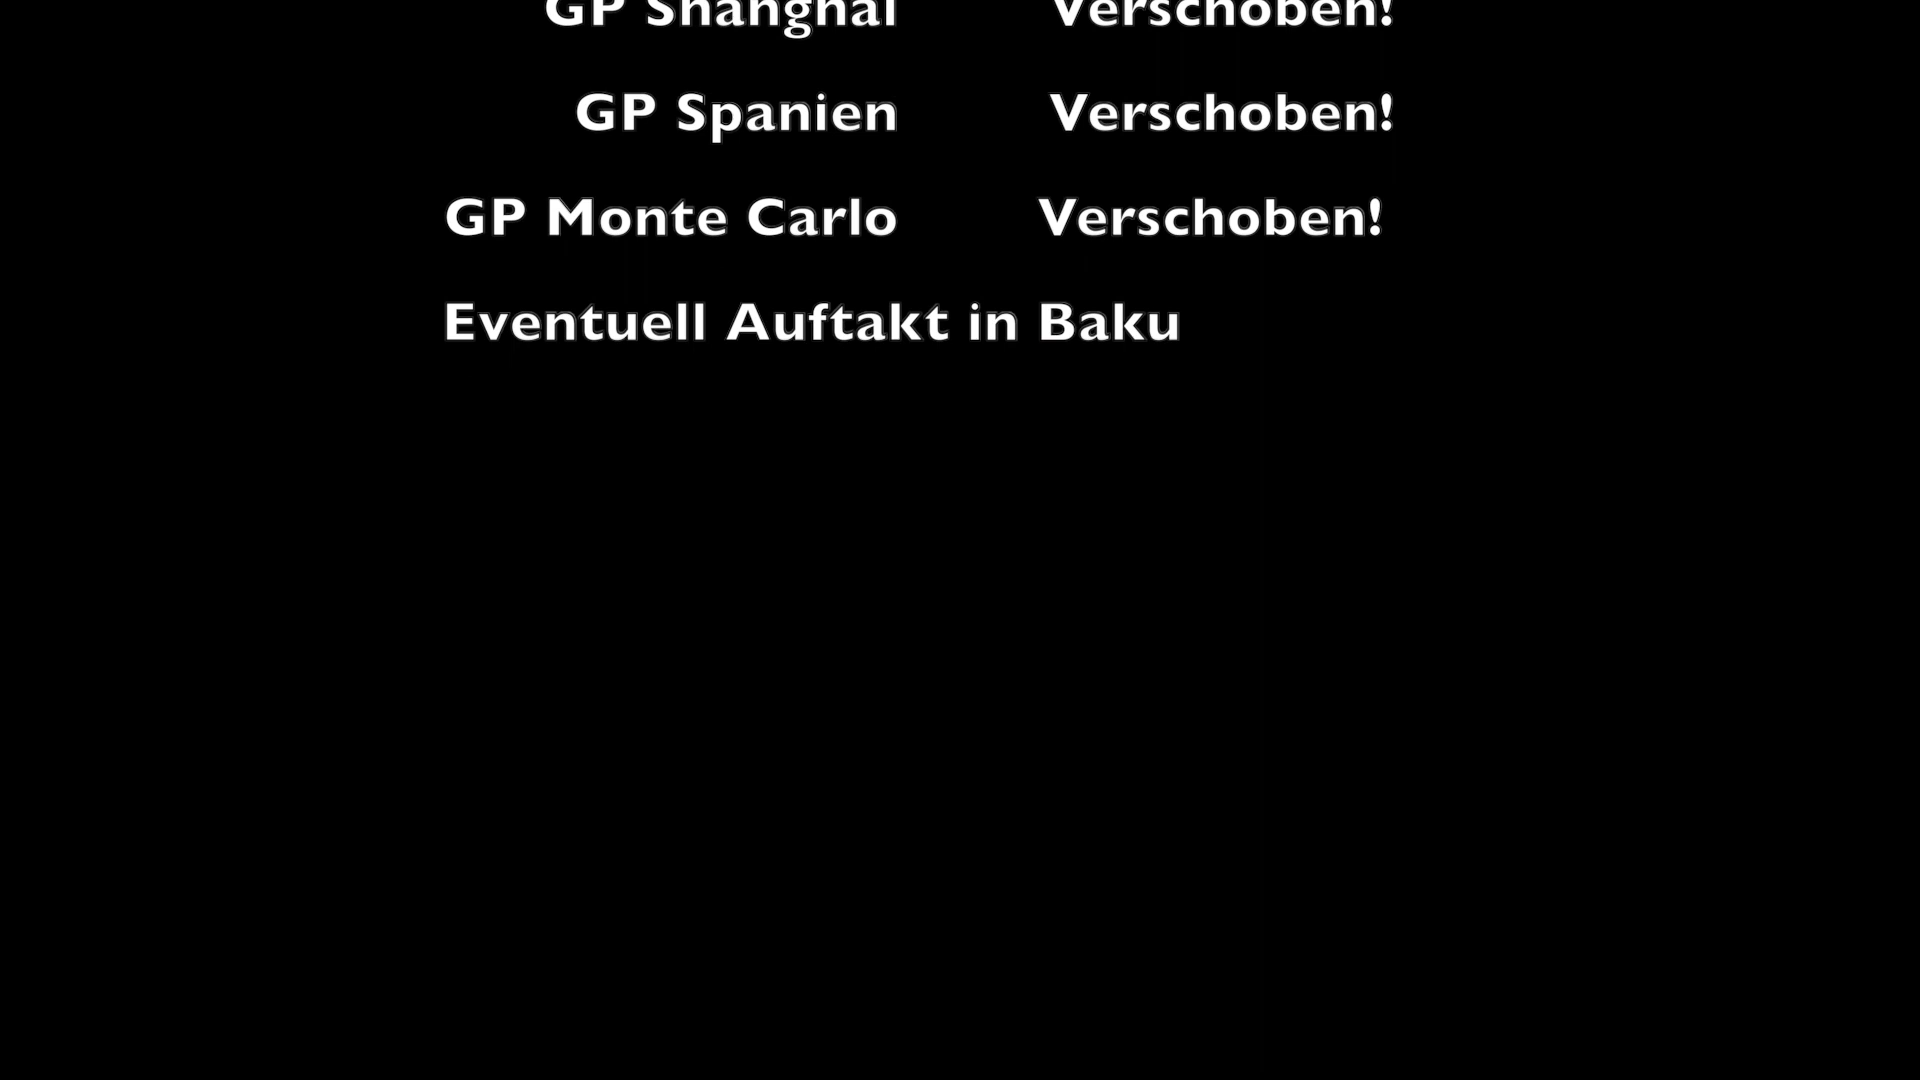 GP Shanghai Verschoben!
GP Spanien Verschoben!
GP Monte Carlo Verschoben!
Eventuell Auftakt in Baku